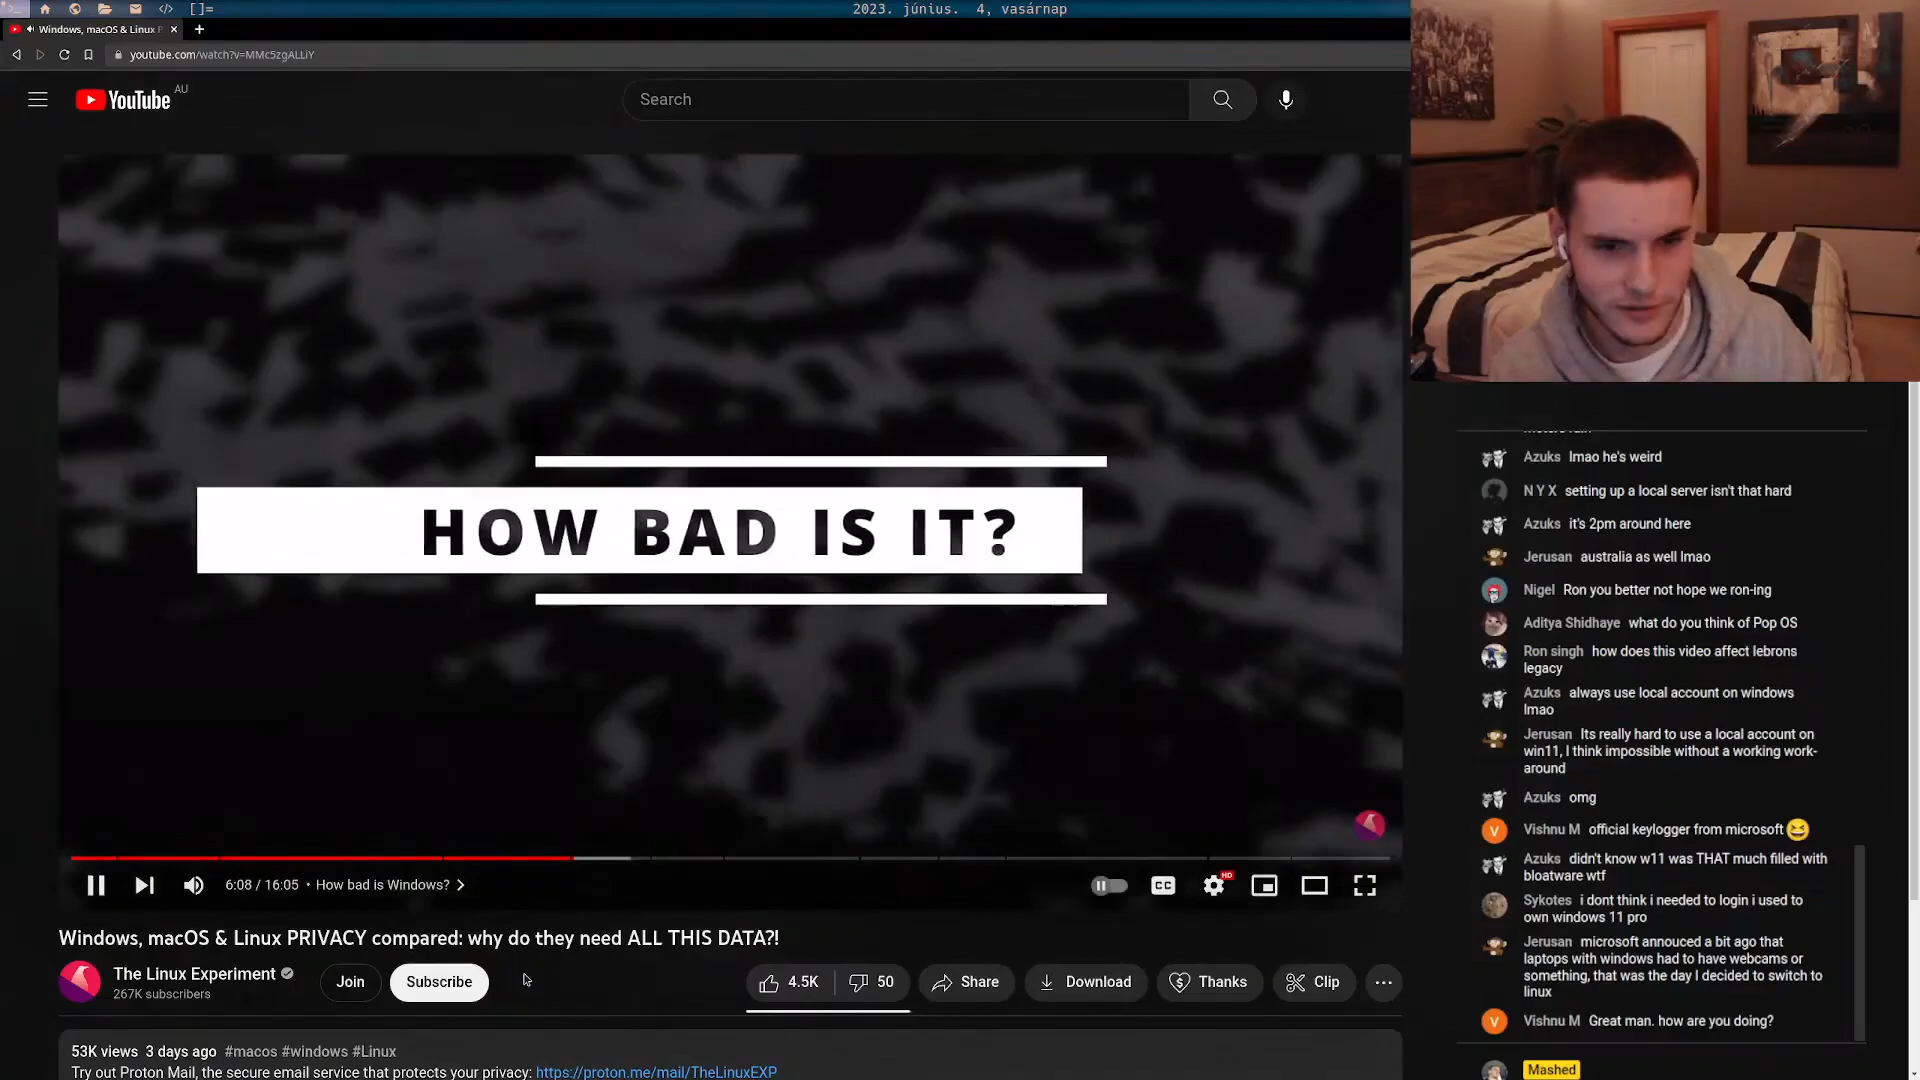 []=
2023. június. 4, vasárnap
Windows, macOS & Linux P
youtube.com/watch?v=MMc5zgALLiY
YouTube AU
Search
HOW BAD IS IT?
6:08 / 16:05 • How bad is Windows?
CC
HD
Windows, macOS & Linux PRIVACY compared: why do they need ALL THIS DATA?!
The Linux Experiment
267K subscribers
Join
Subscribe
4.5K
50
Share
Download
Thanks
Clip
53K views 3 days ago #macos #windows #Linux
Try out Proton Mail, the secure email service that protects your privacy: https://proton.me/mail/TheLinuxEXP
Azuks lmao he's weird
N Y X setting up a local server isn't that hard
Azuks it's 2pm around here
Jerusan australia as well lmao
Nigel Ron you better not hope we ron-ing
Aditya Shidhaye what do you think of Pop OS
Ron singh how does this video affect lebrons
legacy
Azuks always use local account on windows
lmao
Jerusan Its really hard to use a local account on
win11, I think impossible without a working work-
around
Azuks omg
V
Vishnu M official keylogger from microsoft😆
Azuks didn't know w11 was THAT much filled with
bloatware wtf
Sykotes i dont think i needed to login i used to
own windows 11 pro
Jerusan microsoft annouced a bit ago that
laptops with windows had to have webcams or
something, that was the day I decided to switch to
linux
V
Vishnu M Great man. how are you doing?
Mashed